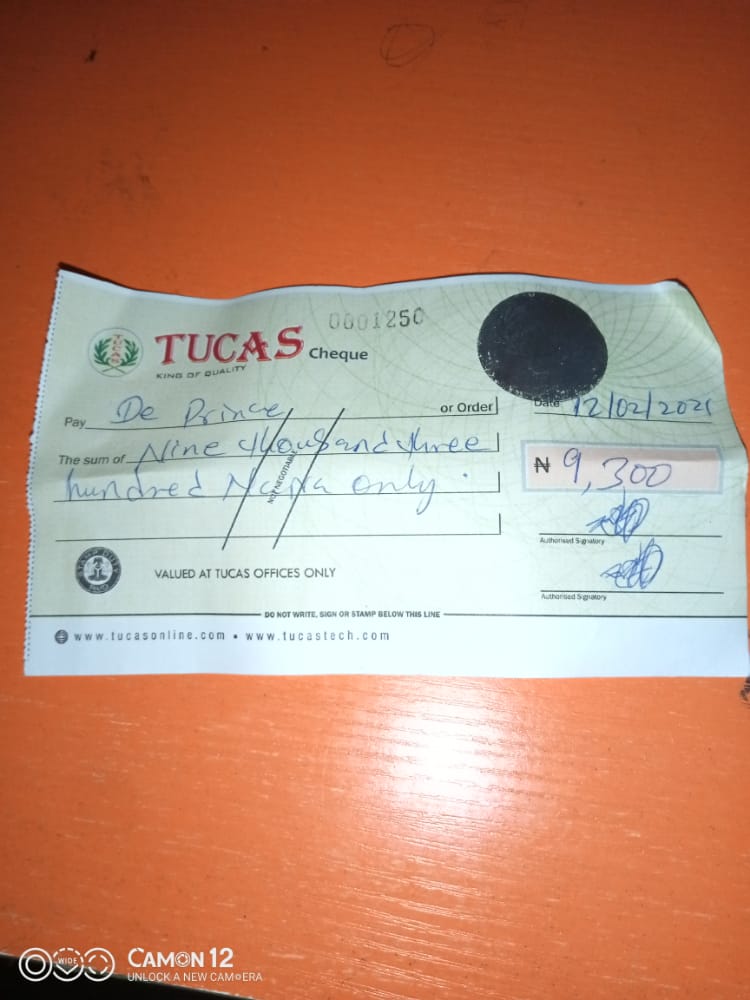 0001250
TUCAS Cheque
KING OF QUALITY
Date 12/02/2021
Pay De Prince or Order
The sum of Nine thousand three
₦ 9,300
hundred Naira only.
NOT NEGOTIABLE
Authorised Signatory
Authorised Signatory
STAMP DUTY
VALUED AT TUCAS OFFICES ONLY
DO NOT WRITE, SIGN OR STAMP BELOW THIS LINE
www.tucasonline.com • www.tucastech.com
WIDE
CAMON 12
UNLOCK A NEW CAMERA